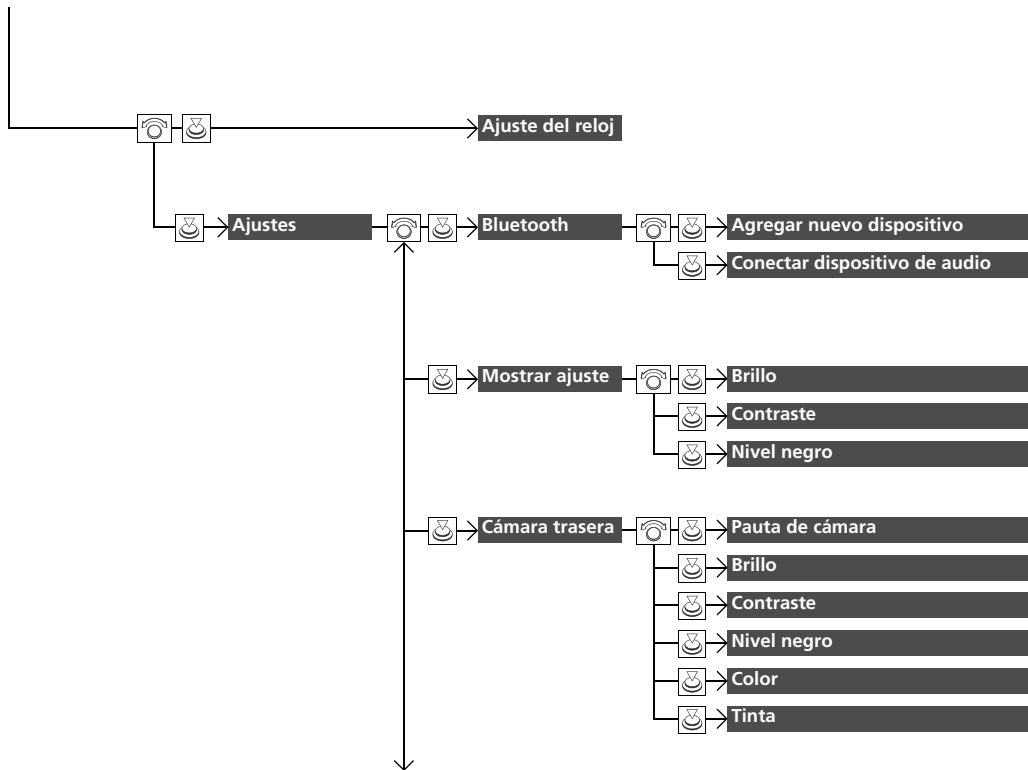 Ajuste del reloj
Ajustes
Bluetooth
Agregar nuevo dispositivo
Conectar dispositivo de audio
Mostrar ajuste
Brillo
Contraste
Nivel negro
Cámara trasera
Pauta de cámara
Brillo
Contraste
Nivel negro
Color
Tinta